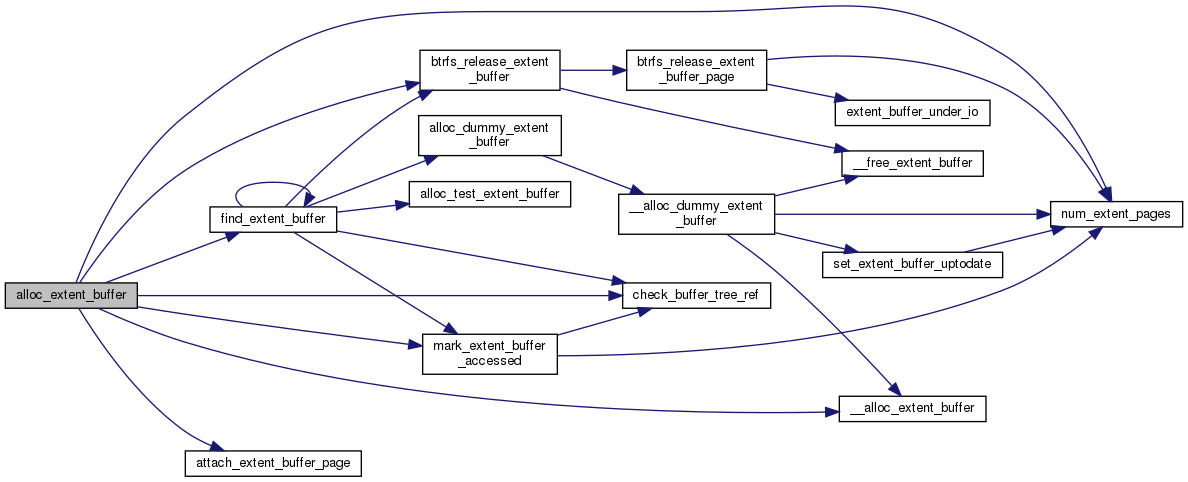 btrfs_release_extent
_buffer
btrfs_release_extent
_buffer_page
extent_buffer_under_io
alloc_dummy_extent
_buffer
__free_extent_buffer
alloc_test_extent_buffer
find_extent_buffer
__alloc_dummy_extent
_buffer
num_extent_pages
set_extent_buffer_uptodate
alloc_extent_buffer
check_buffer_tree_ref
mark_extent_buffer
_accessed
__alloc_extent_buffer
attach_extent_buffer_page